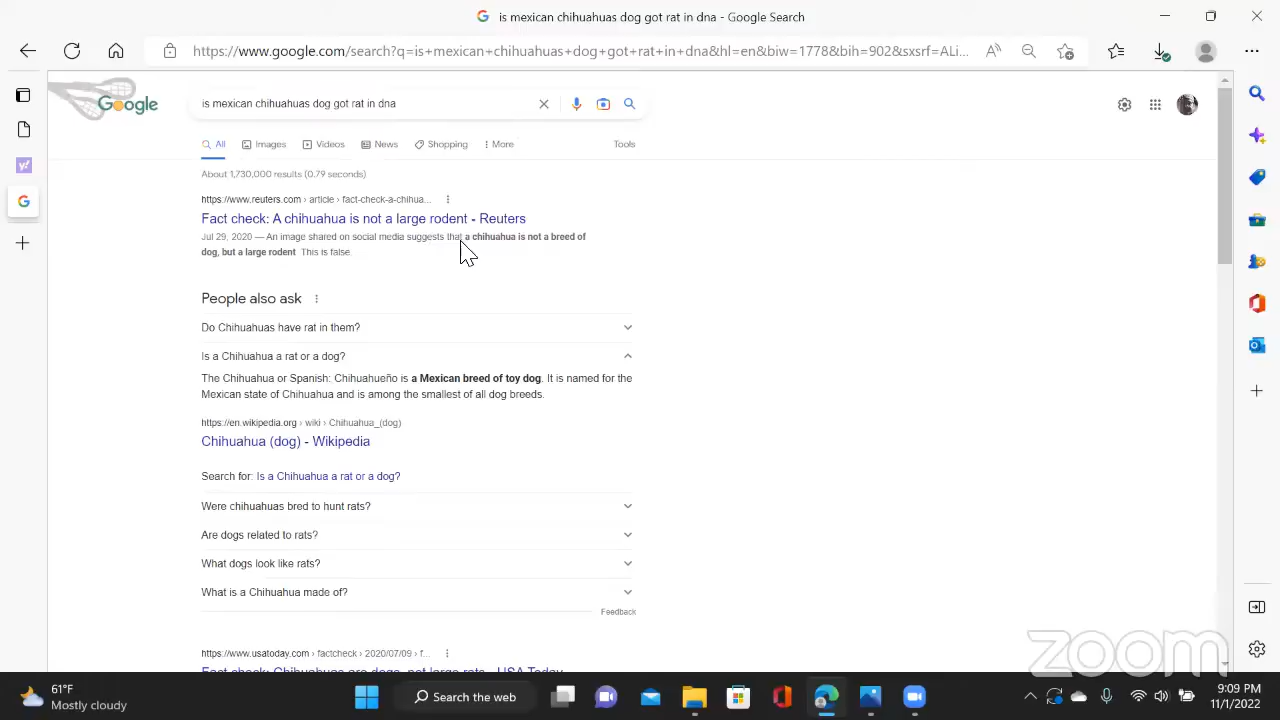 is mexican chihuahuas dog got rat in dna - Google Search
https://www.google.com/search?q=is+mexican+chihuahuas+dog+got+rat+in+dna&hl=en&biw=1778&bih=902&sxsrf=ALi...
Google
is mexican chihuahuas dog got rat in dna
All Images Videos News Shopping More Tools
About 1,730,000 results (0.79 seconds)
https://www.reuters.com › article › fact-check-a-chihua...
Fact check: A chihuahua is not a large rodent - Reuters
Jul 29, 2020 — An image shared on social media suggests that a chihuahua is not a breed of
dog, but a large rodent This is false.
People also ask
Do Chihuahuas have rat in them?
Is a Chihuahua a rat or a dog?
The Chihuahua or Spanish: Chihuahueño is a Mexican breed of toy dog. It is named for the
Mexican state of Chihuahua and is among the smallest of all dog breeds.
https://en.wikipedia.org › wiki › Chihuahua_(dog)
Chihuahua (dog) - Wikipedia
Search for: Is a Chihuahua a rat or a dog?
Were chihuahuas bred to hunt rats?
Are dogs related to rats?
What dogs look like rats?
What is a Chihuahua made of?
Feedback
https://www.usatoday.com › factcheck › 2020/07/09 › f...
Fact check: Chihuahuas are dogs, not large rats - USA Today
zoom
61°F
Mostly cloudy
Search the web
9:09 PM
11/1/2022